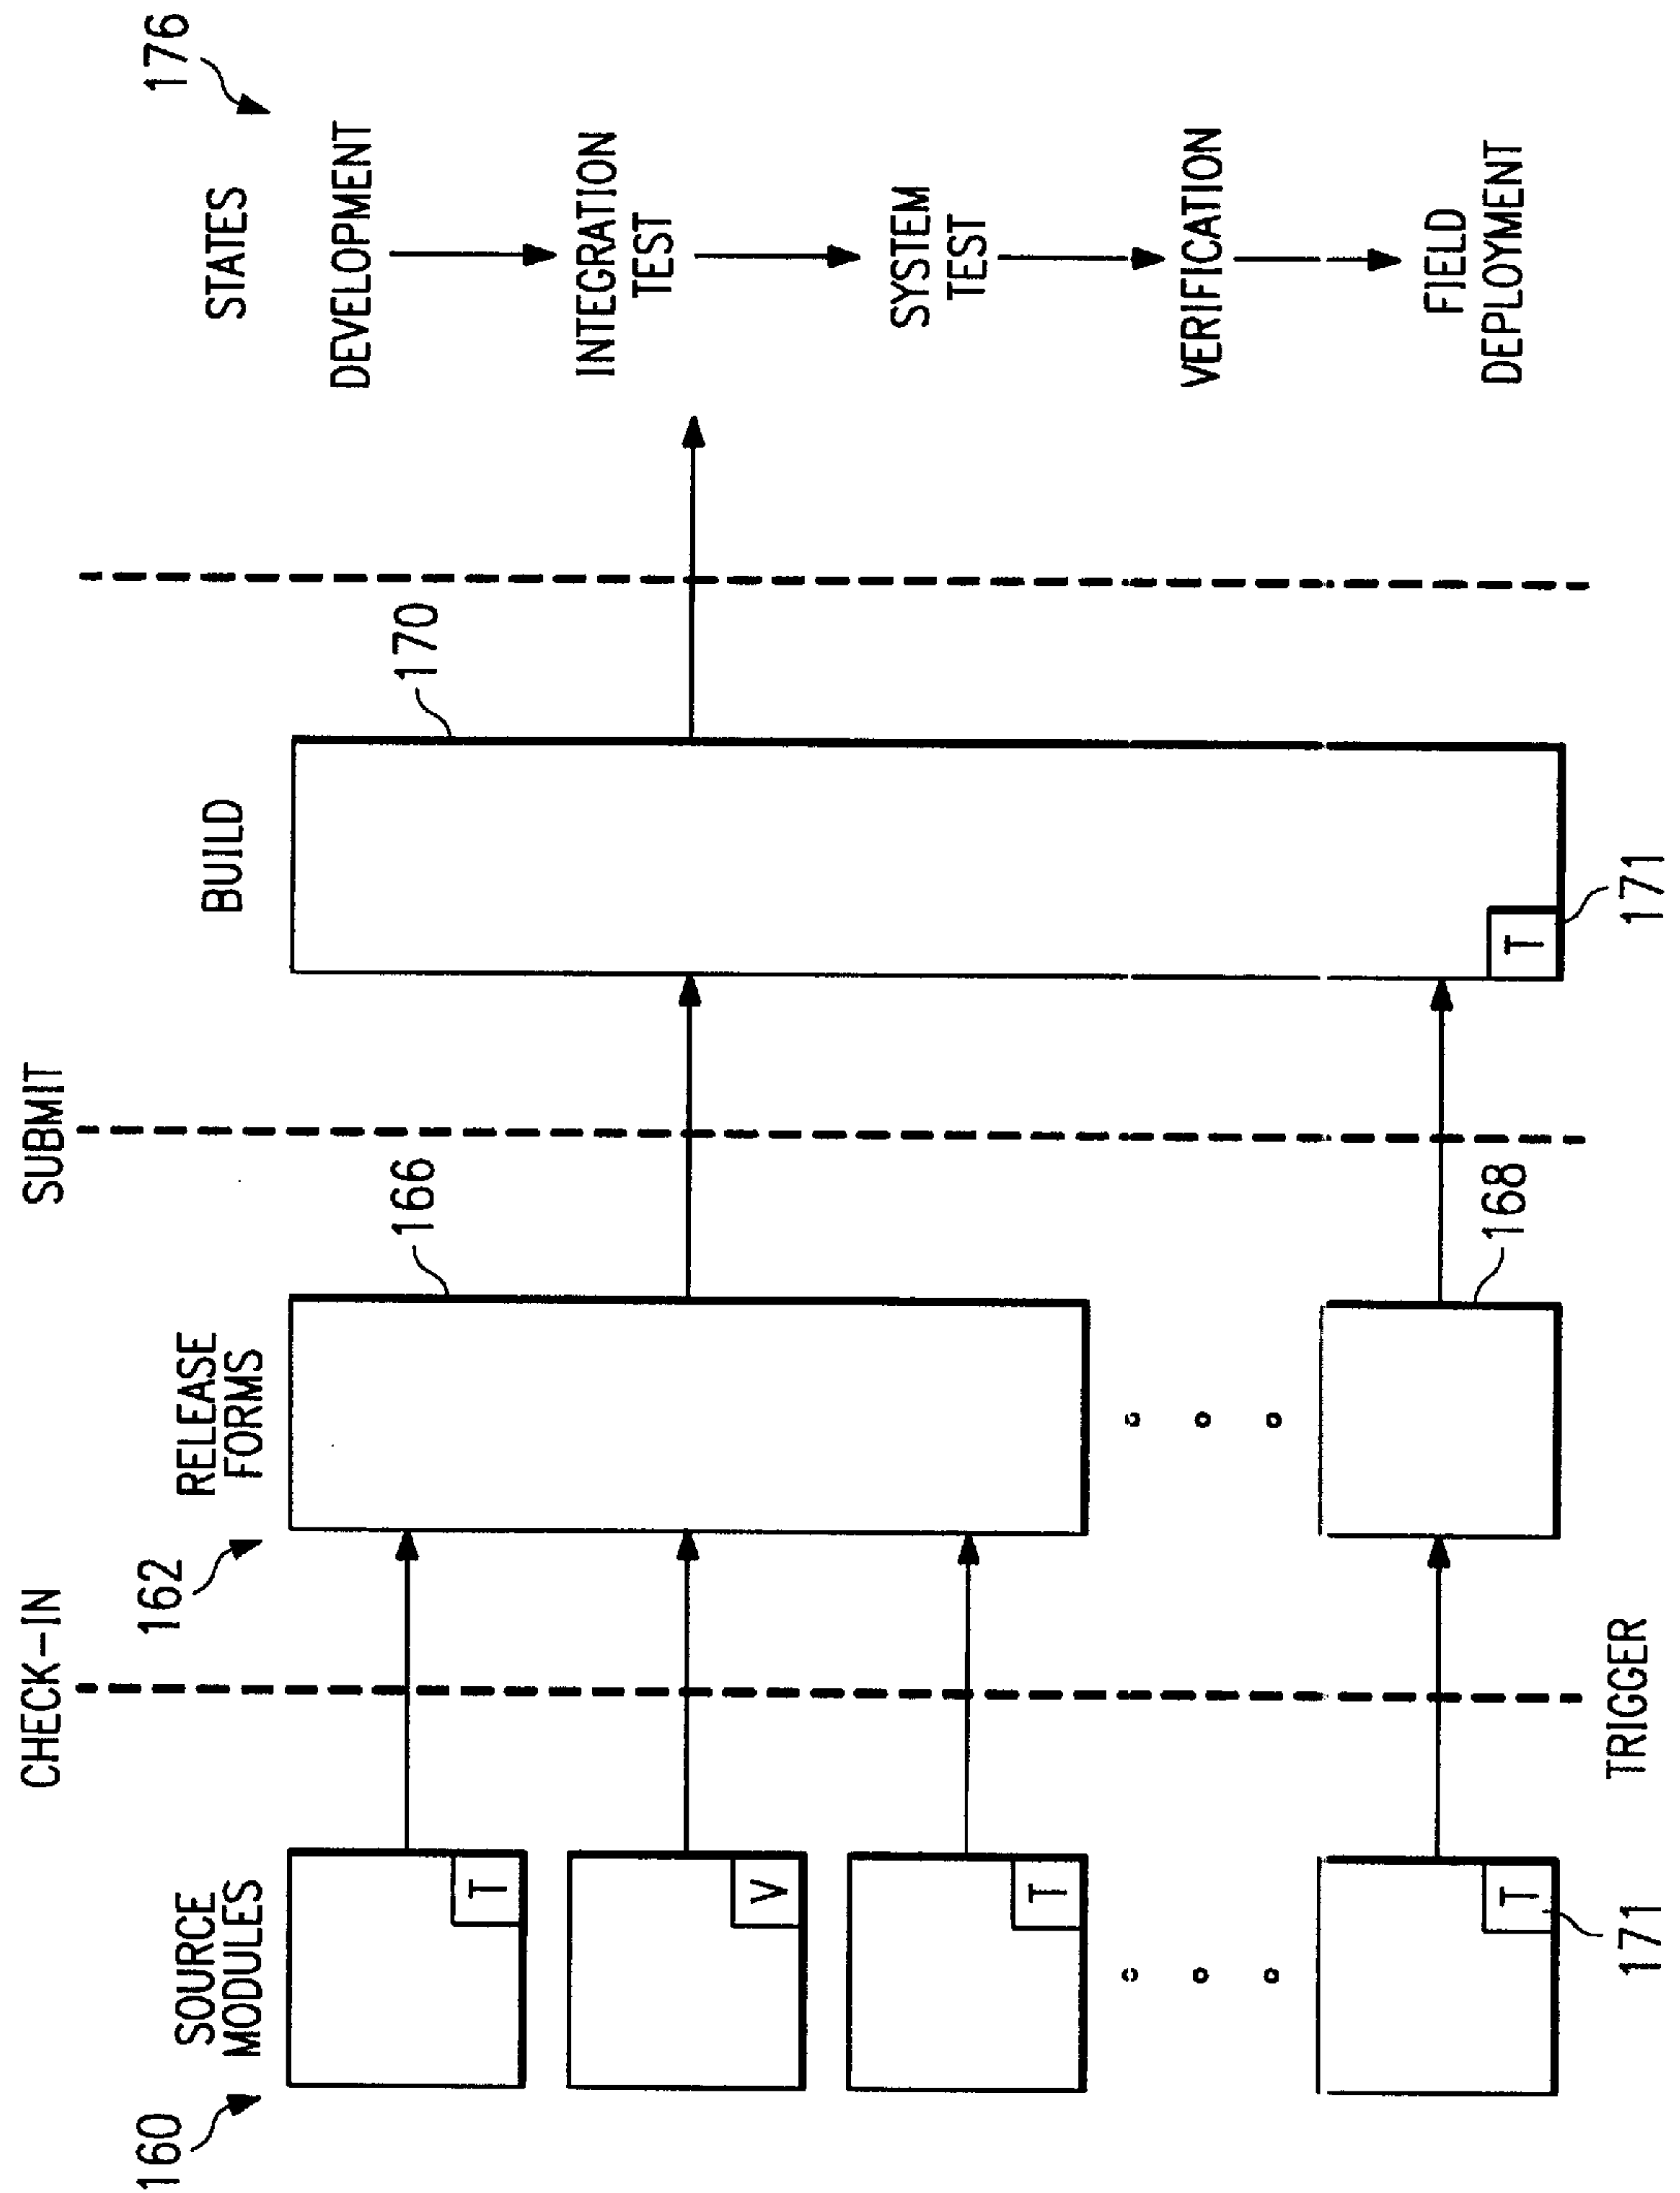 CHECK-IN
SUBMIT
160
SOURCE
MODULES
162
RELEASE
FORMS
BUILD
STATES
176
T
V
T
T
171
166
168
170
T
171
DEVELOPMENT
INTEGRATION
TEST
SYSTEM
TEST
VERIFICATION
FIELD
DEPLOYMENT
TRIGGER